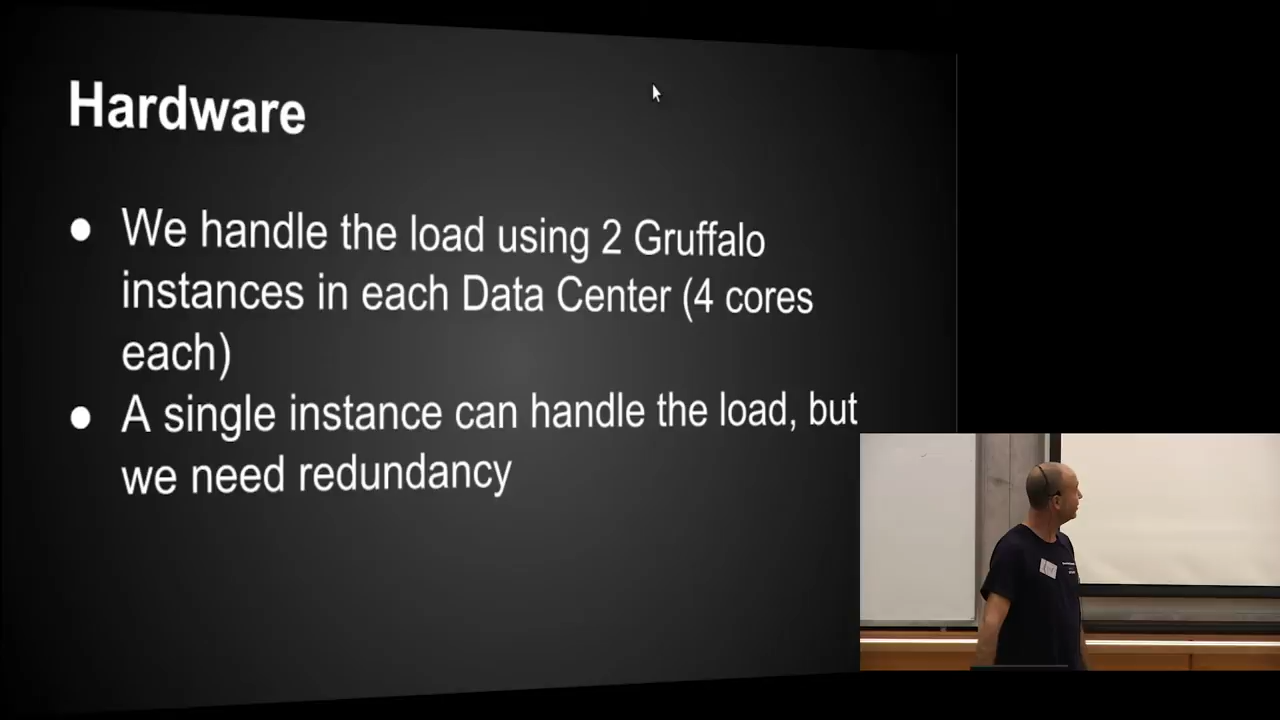 Hardware
● We handle the load using 2 Gruffalo
instances in each Data Center (4 cores
each)
● A single instance can handle the load, but
we need redundancy